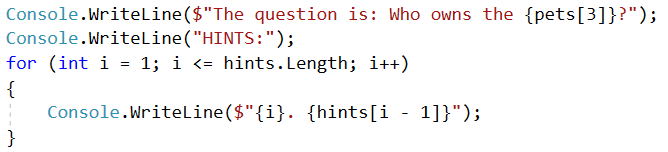 Console.WriteLine($"The question is: Who owns the {pets[3]}?");
Console.WriteLine("HINTS:");
for (int i = 1; i <= hints.Length; i++)
{
    Console.WriteLine($"{i}. {hints[i - 1]}");
}